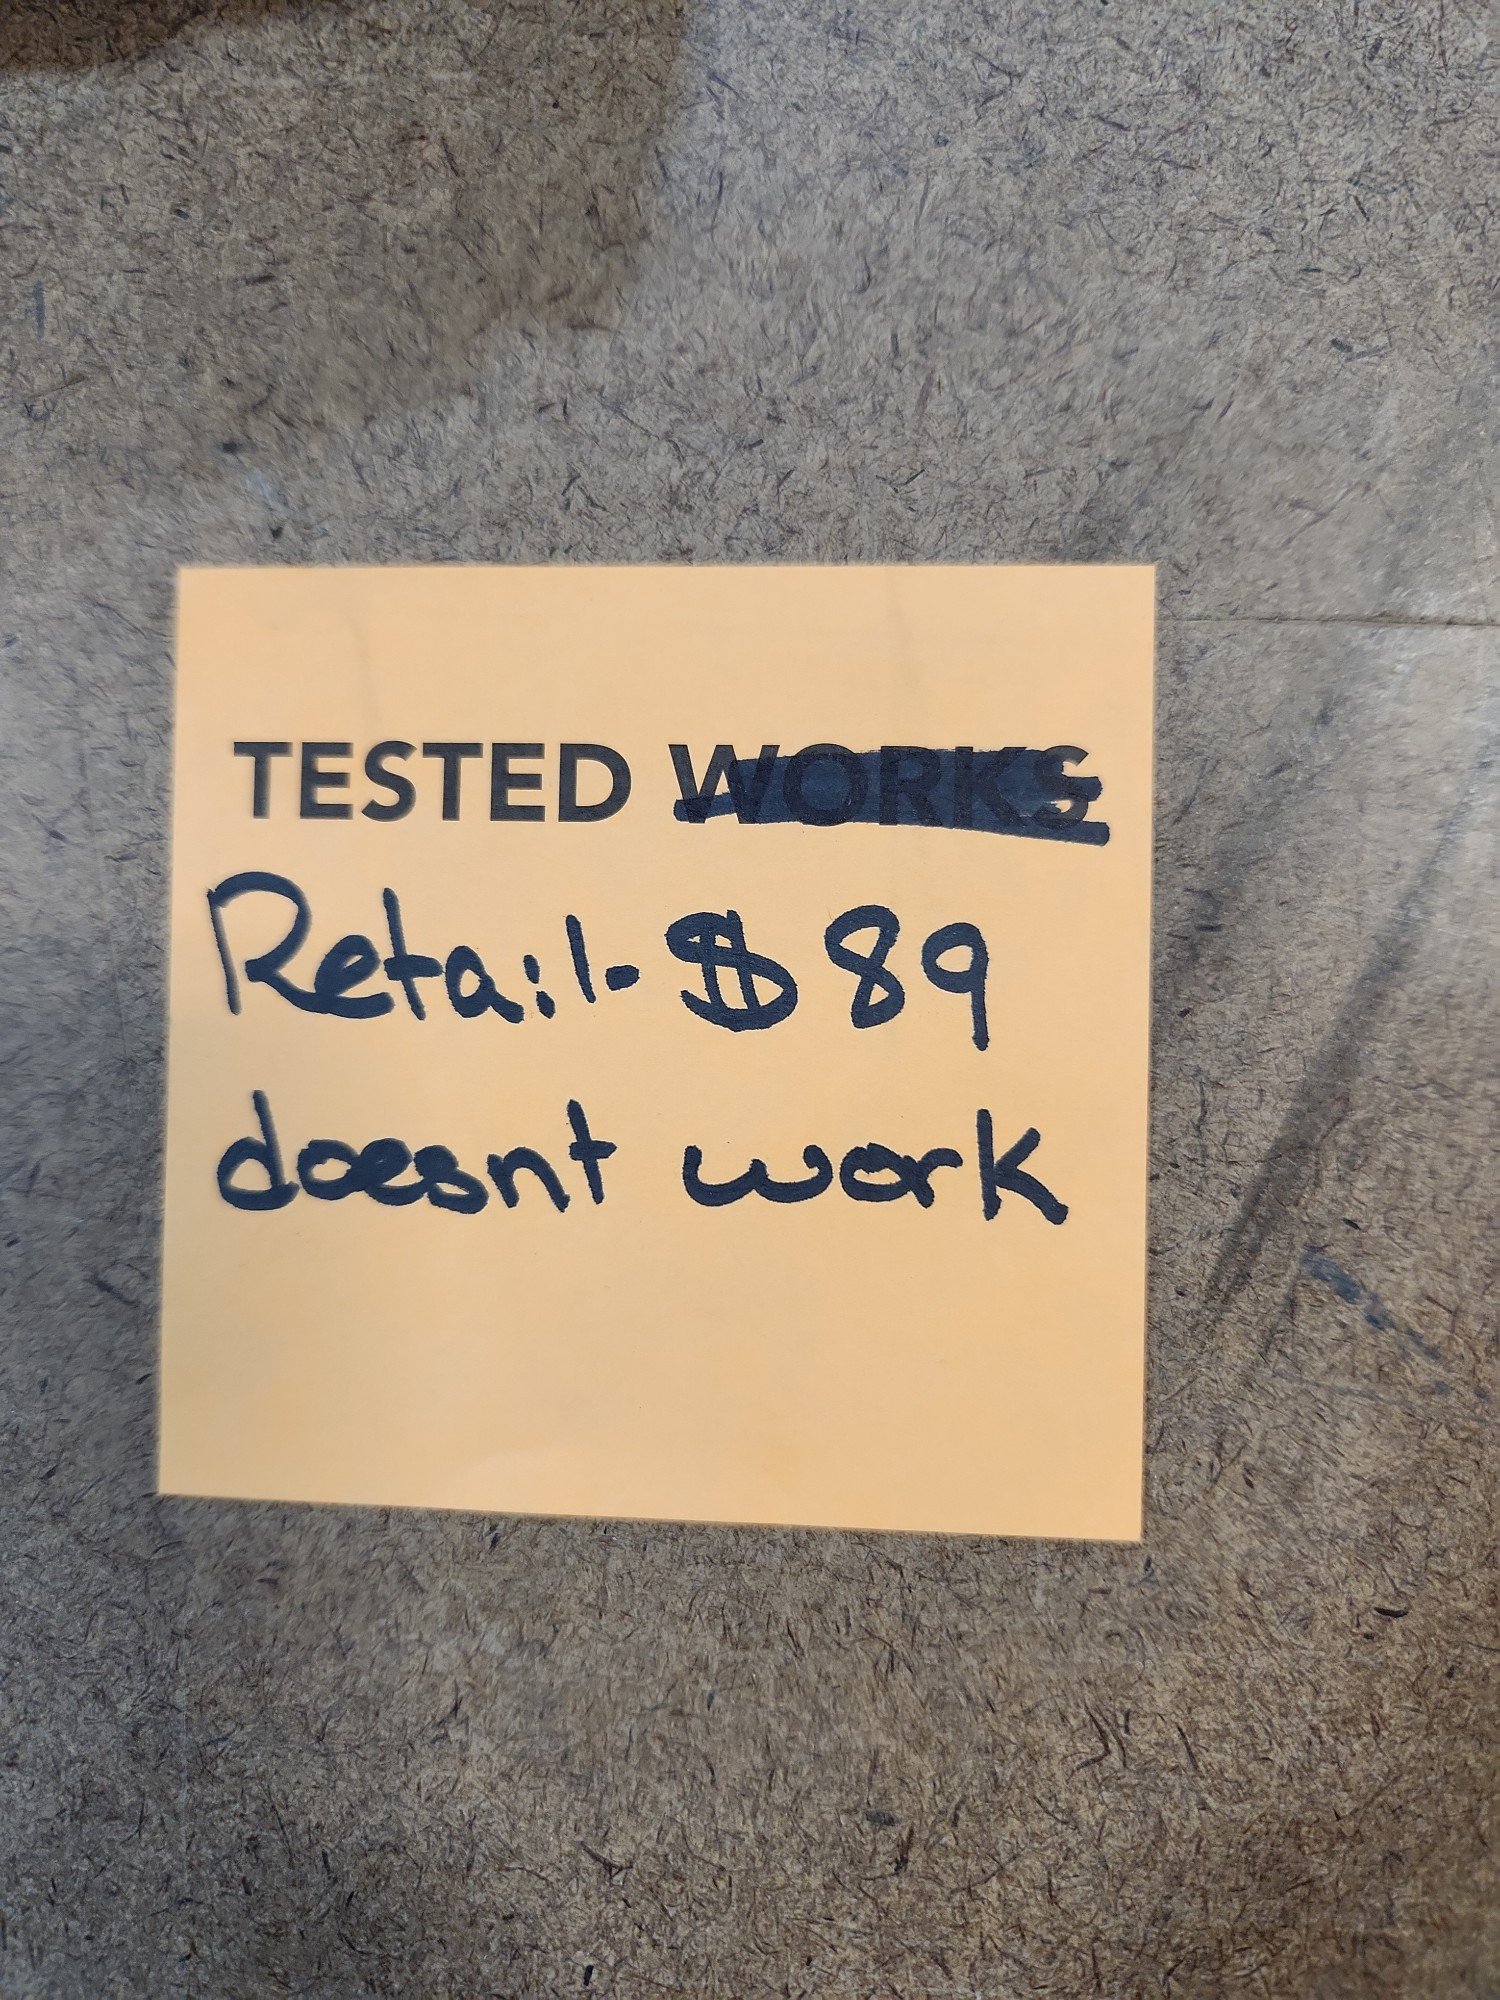 TESTED WORKS
Retail- $89
doesnt work